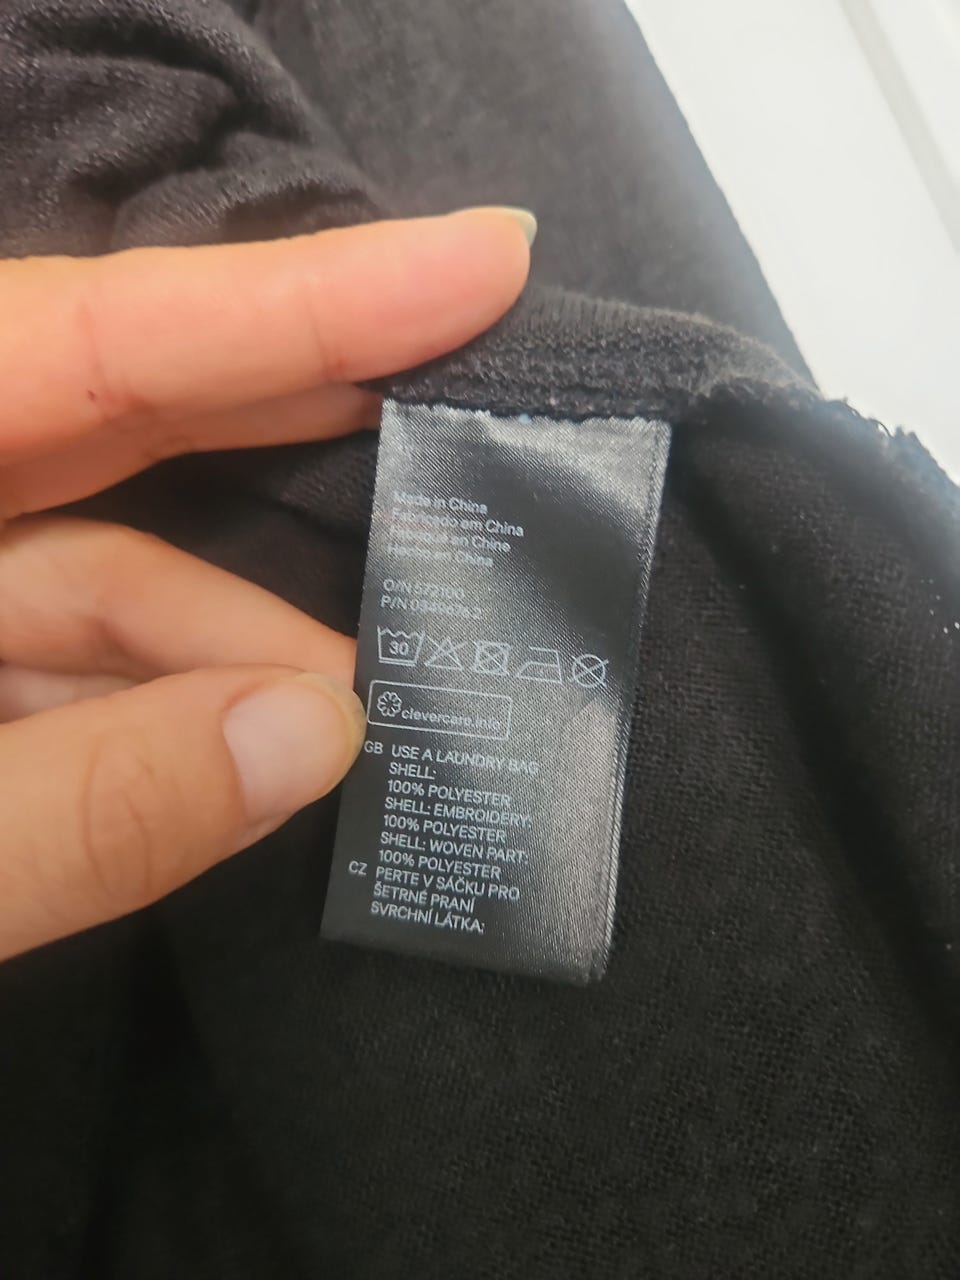 Made in China
Fabricado em China
Fabriqué en Chine
Hecho en China
O/N 572100
P/N
30
clevercare.info
GB USE A LAUNDRY BAG
SHELL:
100% POLYESTER
SHELL: EMBROIDERY:
100% POLYESTER
SHELL: WOVEN PART:
100% POLYESTER
CZ PERTE V SÁČKU PRO
ŠETRNÉ PRANÍ
SVRCHNÍ LÁTKA: